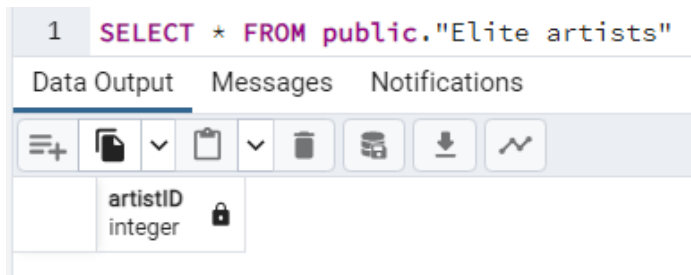 1 SELECT * FROM public."Elite artists"
Data Output Messages Notifications
artistID
integer